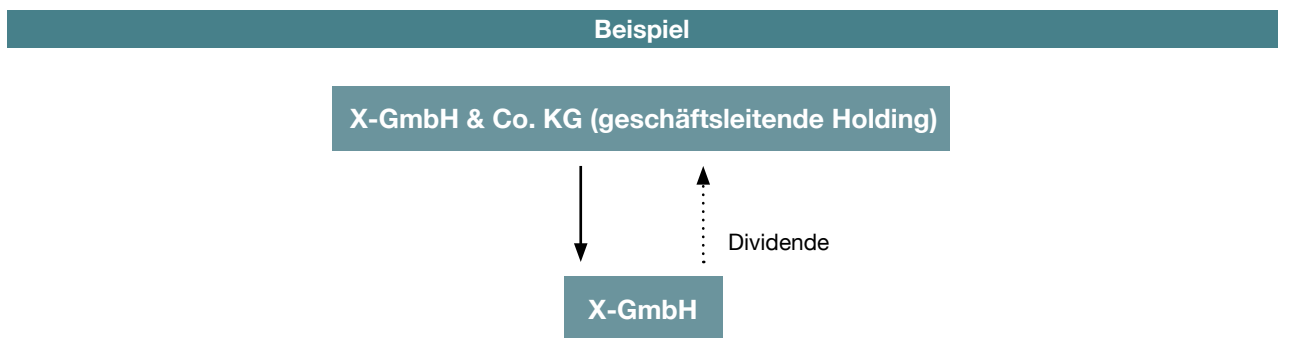 Beispiel
X-GmbH & Co. KG (geschäftsleitende Holding)
Dividende
X-GmbH